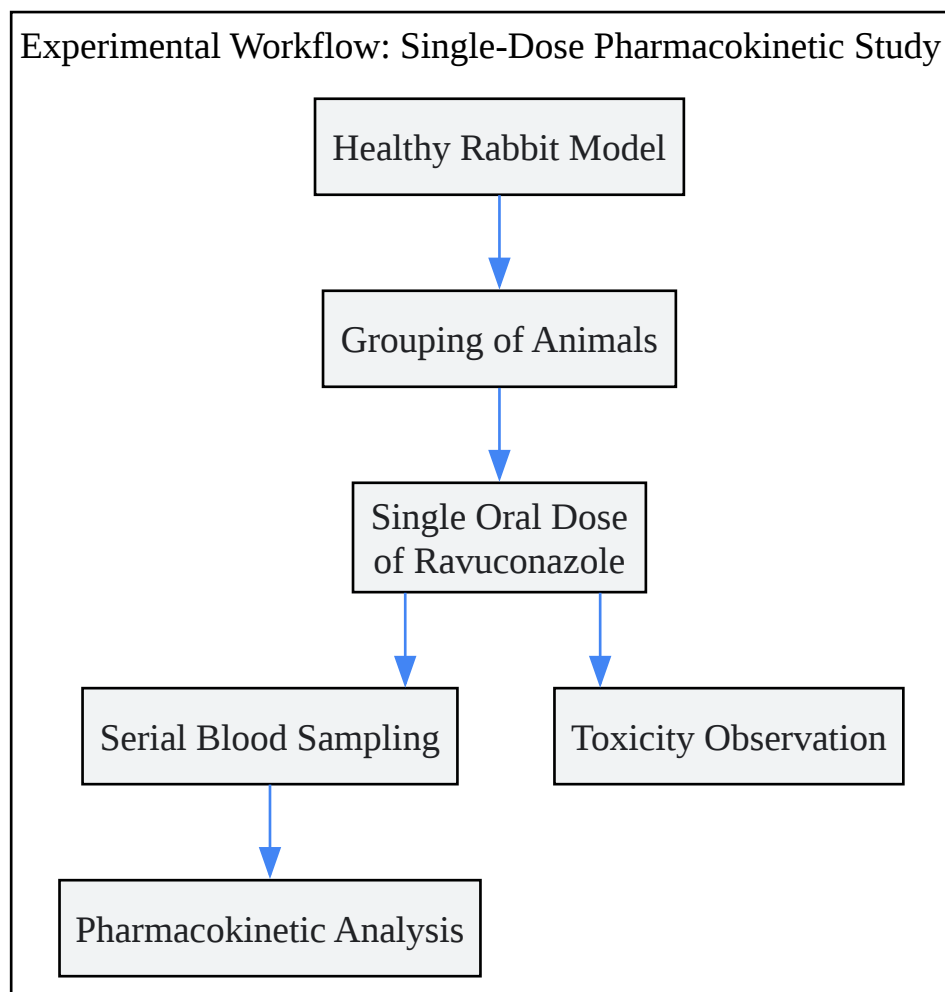 Experimental Workflow: Single-Dose Pharmacokinetic Study
Healthy Rabbit Model
Grouping of Animals
Single Oral Dose
of Ravuconazole
Serial Blood Sampling
Toxicity Observation
Pharmacokinetic Analysis